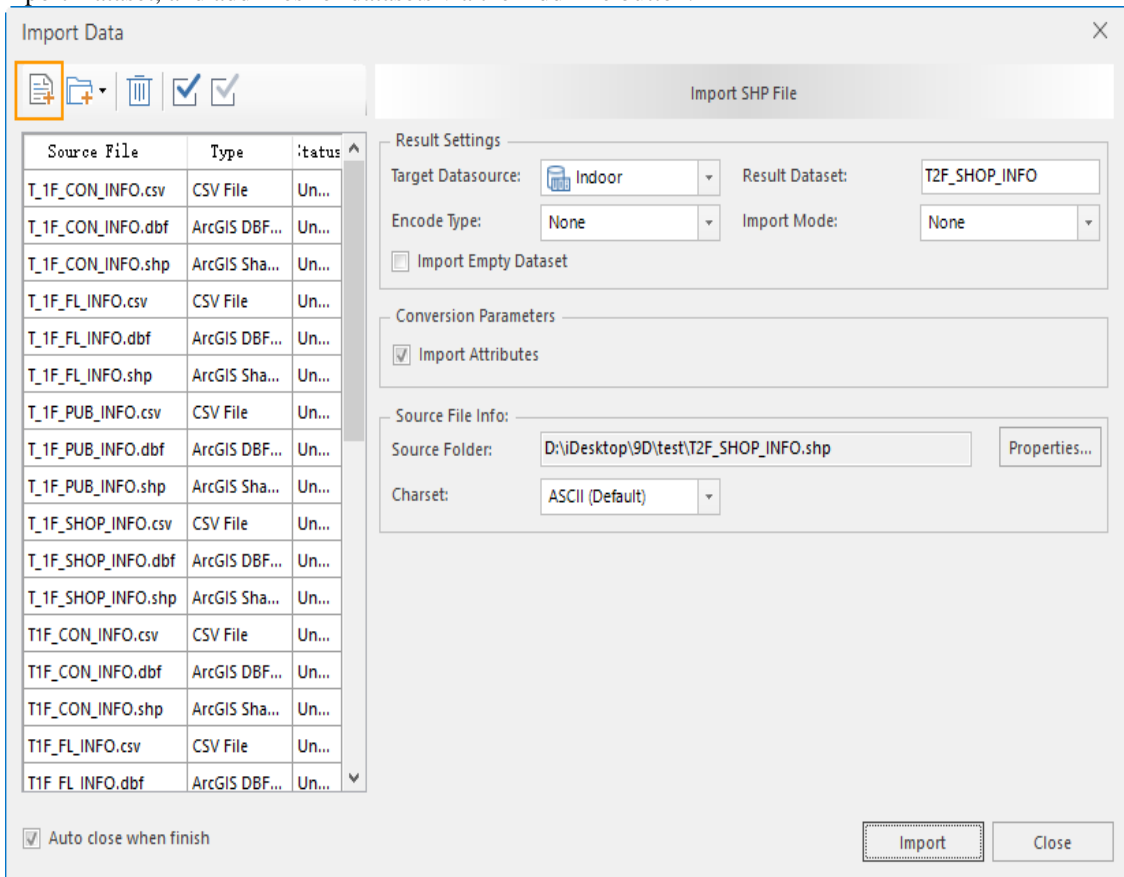 Import Data
Import SHP File
Source File Type Status
T_1F_CON_INFO.csv CSV File Un...
T_1F_CON_INFO.dbf ArcGIS DBF... Un...
T_1F_CON_INFO.shp ArcGIS Sha... Un...
T_1F_FL_INFO.csv CSV File Un...
T_1F_FL_INFO.dbf ArcGIS DBF... Un...
T_1F_FL_INFO.shp ArcGIS Sha... Un...
T_1F_PUB_INFO.csv CSV File Un...
T_1F_PUB_INFO.dbf ArcGIS DBF... Un...
T_1F_PUB_INFO.shp ArcGIS Sha... Un...
T_1F_SHOP_INFO.csv CSV File Un...
T_1F_SHOP_INFO.dbf ArcGIS DBF... Un...
T_1F_SHOP_INFO.shp ArcGIS Sha... Un...
T1F_CON_INFO.csv CSV File Un...
T1F_CON_INFO.dbf ArcGIS DBF... Un...
T1F_CON_INFO.shp ArcGIS Sha... Un...
T1F_FL_INFO.csv CSV File Un...
T1F_FL_INFO.dbf ArcGIS DBF... Un...
Result Settings
Target Datasource: Indoor Result Dataset: T2F_SHOP_INFO
Encode Type: None Import Mode: None
Import Empty Dataset
Conversion Parameters
Import Attributes
Source File Info:
Source Folder: D:\iDesktop\9D\test\T2F_SHOP_INFO.shp Properties...
Charset: ASCII (Default)
Auto close when finish
Import Close